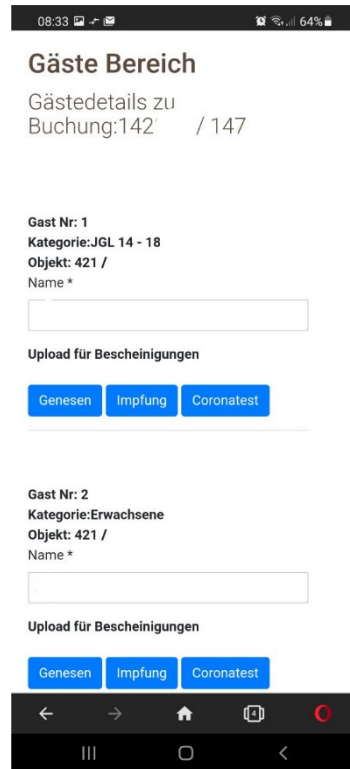 08:33 64%
Gäste Bereich
Gästedetails zu
Buchung:142 / 147
Gast Nr: 1
Kategorie:JGL 14 - 18
Objekt: 421 /
Name *
Upload für Bescheinigungen
Genesen Impfung Coronatest
Gast Nr: 2
Kategorie:Erwachsene
Objekt: 421 /
Name *
Upload für Bescheinigungen
Genesen Impfung Coronatest
4